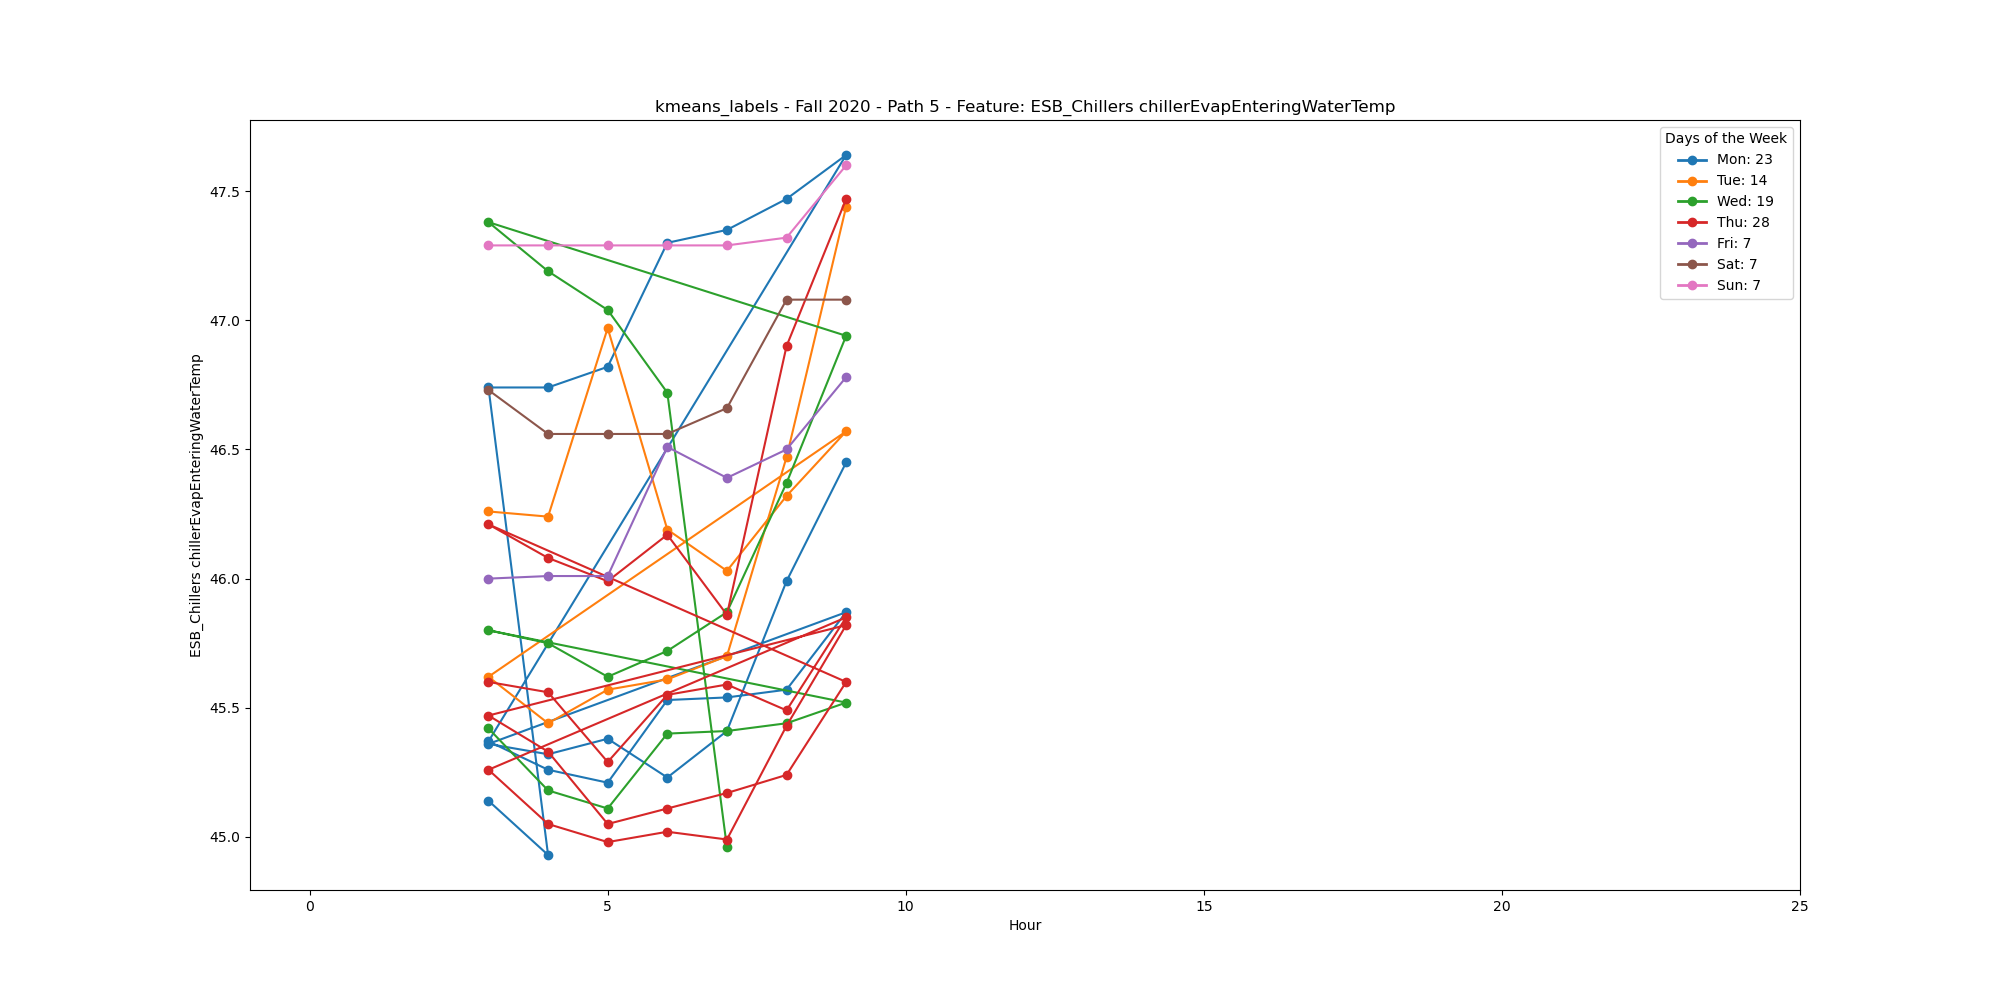 kmeans_labels - Fall 2020 - Path 5 - Feature: ESB_Chillers chillerEvapEnteringWaterTemp
Days of the Week
Mon: 23
Tue: 14
Wed: 19
Thu: 28
Fri: 7
Sat: 7
Sun: 7
ESB_Chillers chillerEvapEnteringWaterTemp
47.5
47.0
46.5
46.0
45.5
45.0
0 5 10 15 20 25
Hour